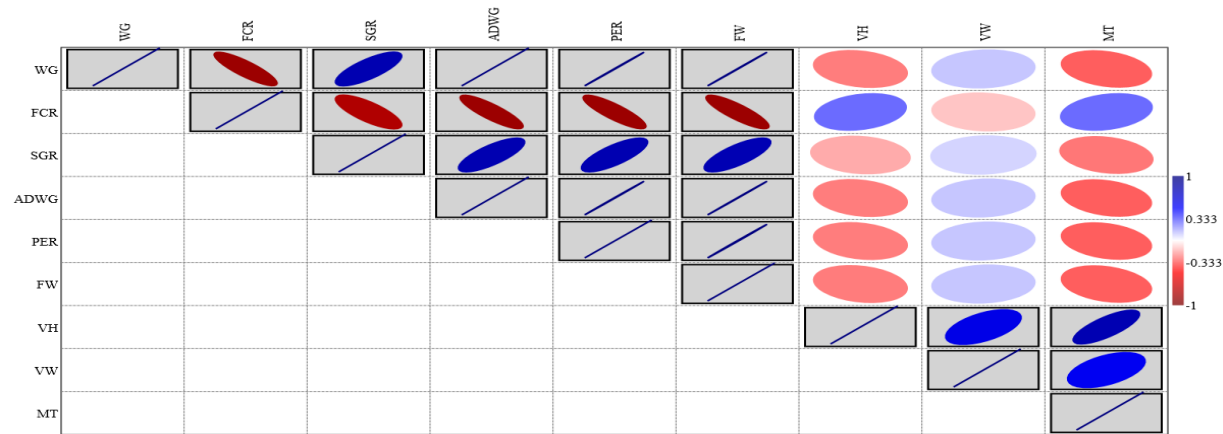 WG FCR SGR ADWG PER FW VH VW MT
WG
FCR
SGR
ADWG
PER
FW
VH
VW
MT
1
0.333
-0.333
-1